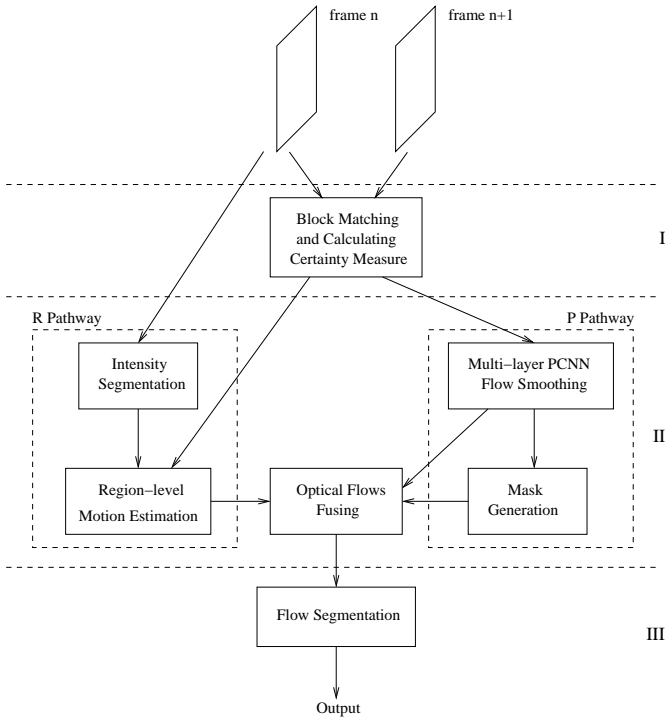 frame n
frame n+1
Block Matching
and Calculating
Certainty Measure
I
R Pathway
P Pathway
Intensity
Segmentation
Multi−layer PCNN
Flow Smoothing
II
Region−level
Motion Estimation
Optical Flows
Fusing
Mask
Generation
Flow Segmentation
III
Output